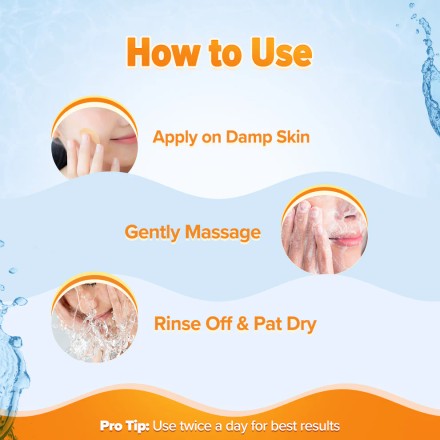 How to Use
Apply on Damp Skin
Gently Massage
Rinse Off & Pat Dry
Pro Tip: Use twice a day for best results